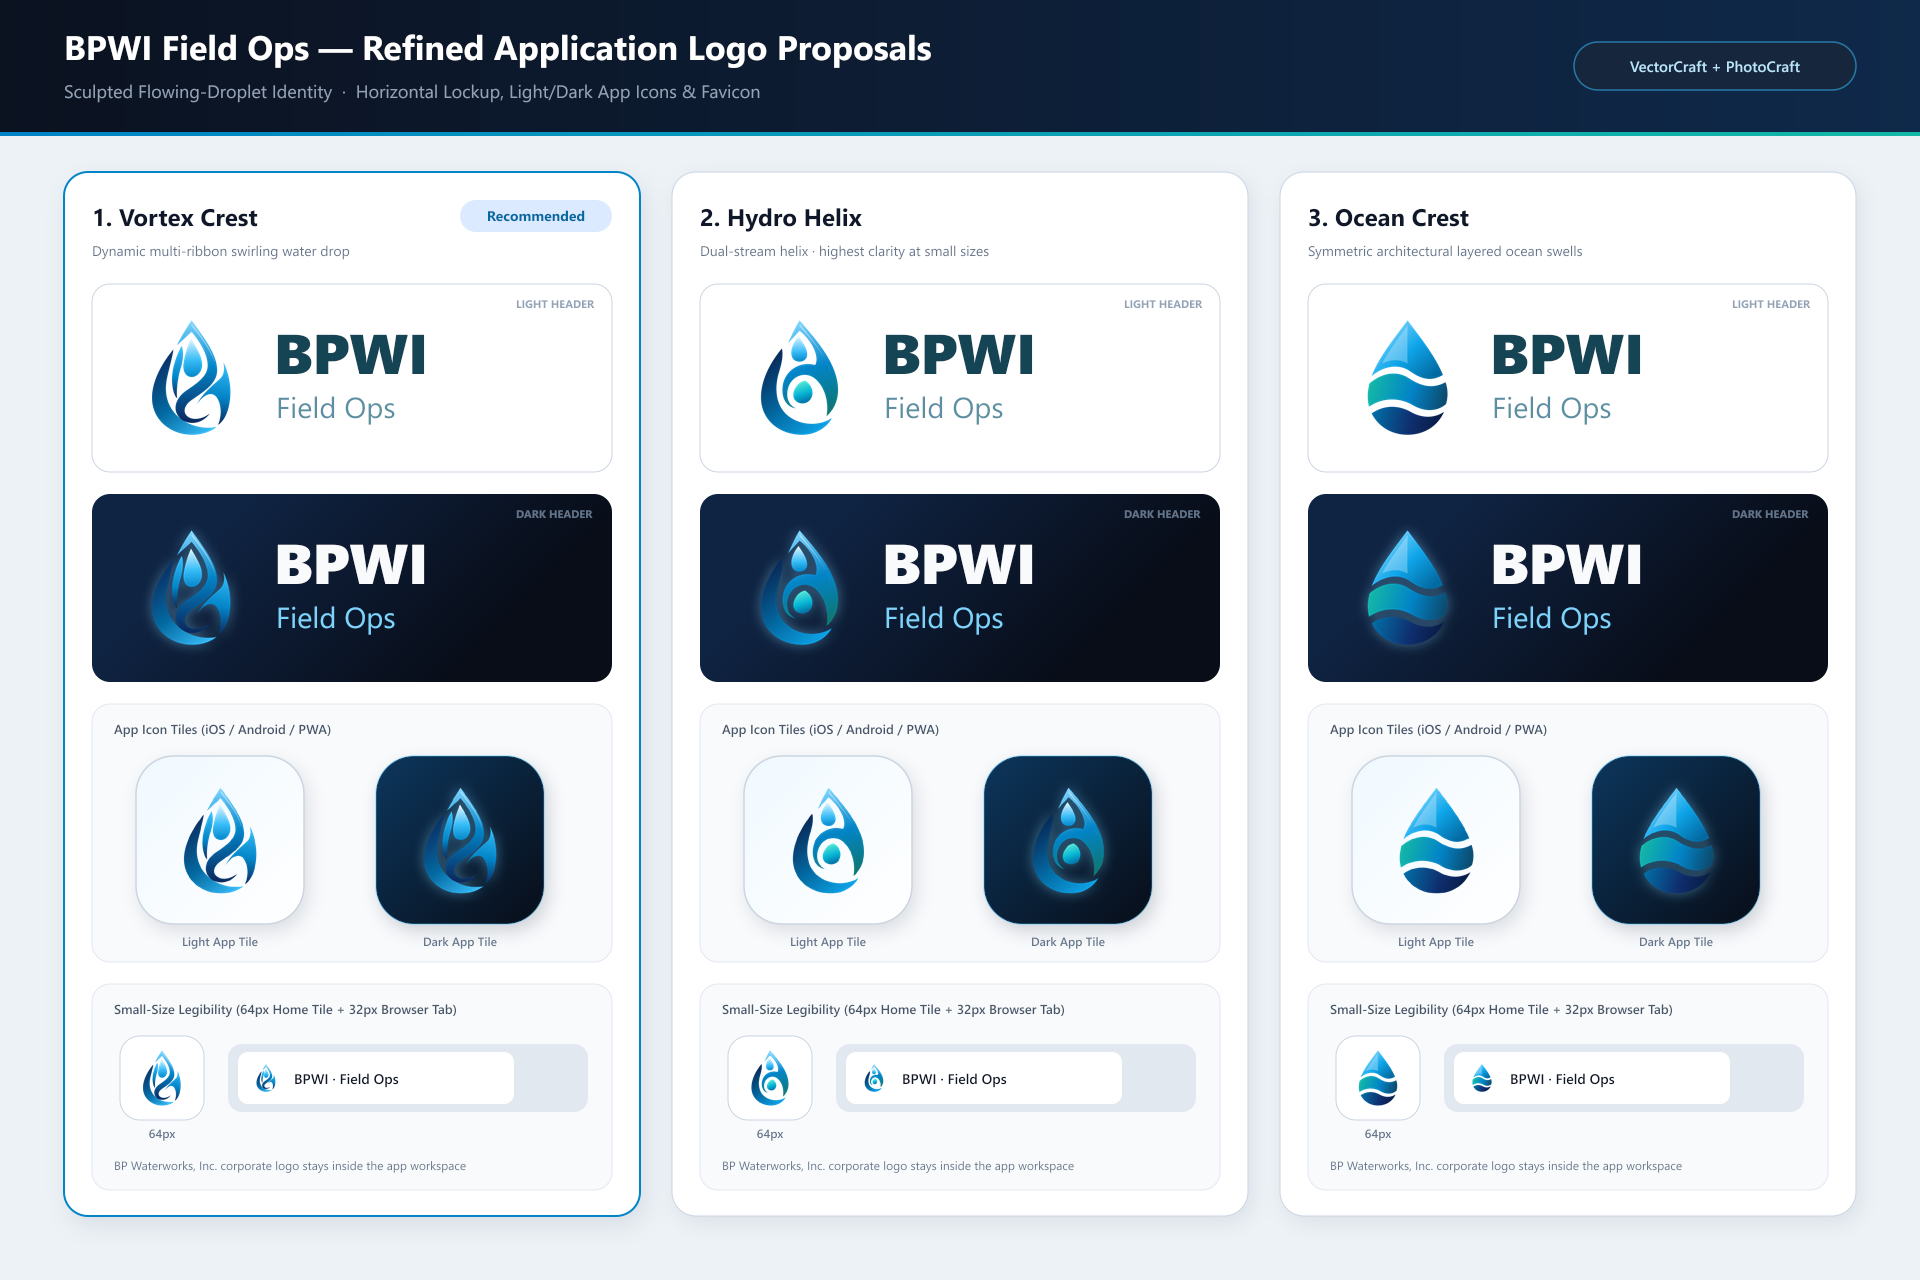 BPWI Field Ops — Refined Application Logo Proposals
Sculpted Flowing-Droplet Identity · Horizontal Lockup, Light/Dark App Icons & Favicon
VectorCraft + PhotoCraft
1. Vortex Crest
Recommended
Dynamic multi-ribbon swirling water drop
LIGHT HEADER
BPWI
Field Ops
DARK HEADER
BPWI
Field Ops
App Icon Tiles (iOS / Android / PWA)
Light App Tile
Dark App Tile
Small-Size Legibility (64px Home Tile + 32px Browser Tab)
BPWI · Field Ops
64px
BP Waterworks, Inc. corporate logo stays inside the app workspace
2. Hydro Helix
Dual-stream helix · highest clarity at small sizes
LIGHT HEADER
BPWI
Field Ops
DARK HEADER
BPWI
Field Ops
App Icon Tiles (iOS / Android / PWA)
Light App Tile
Dark App Tile
Small-Size Legibility (64px Home Tile + 32px Browser Tab)
BPWI · Field Ops
64px
BP Waterworks, Inc. corporate logo stays inside the app workspace
3. Ocean Crest
Symmetric architectural layered ocean swells
LIGHT HEADER
BPWI
Field Ops
DARK HEADER
BPWI
Field Ops
App Icon Tiles (iOS / Android / PWA)
Light App Tile
Dark App Tile
Small-Size Legibility (64px Home Tile + 32px Browser Tab)
BPWI · Field Ops
64px
BP Waterworks, Inc. corporate logo stays inside the app workspace